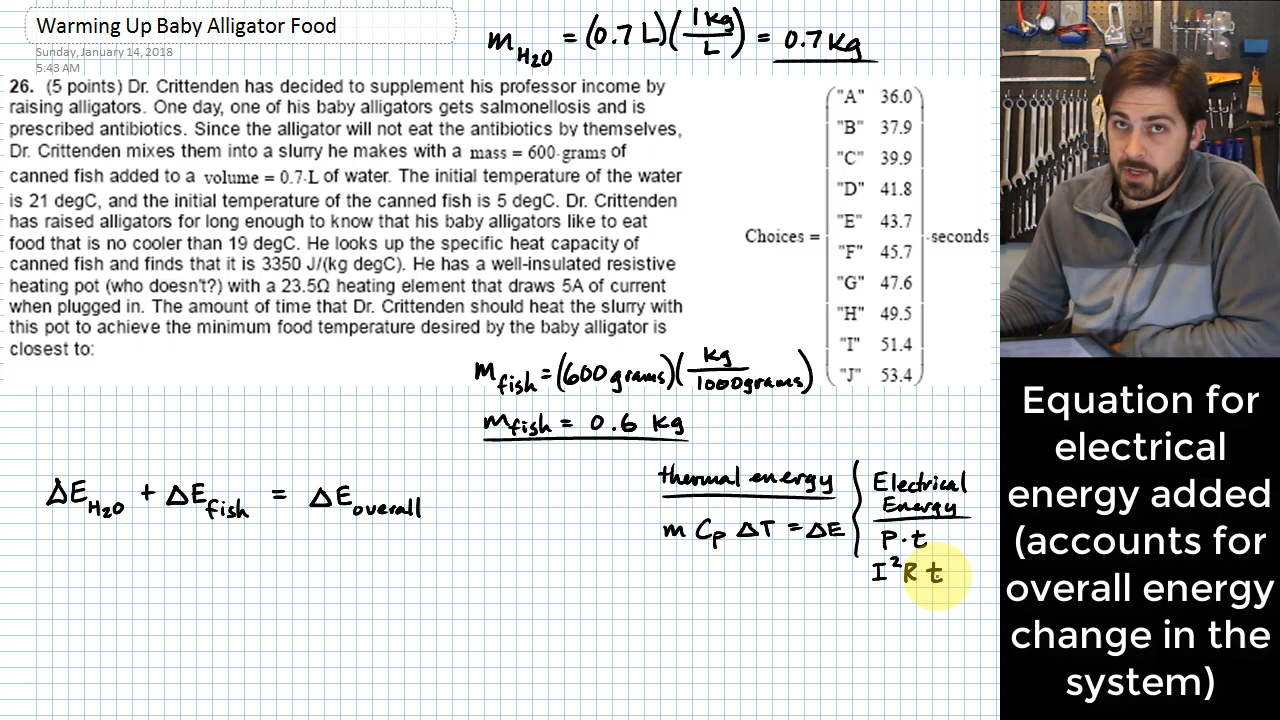 Warming Up Baby Alligator Food
Sunday, January 14, 2018
5:43 AM
m_H2O = (0.7 L)(1 kg / L) = 0.7 Kg
26. (5 points) Dr. Crittenden has decided to supplement his professor income by
raising alligators. One day, one of his baby alligators gets salmonellosis and is
prescribed antibiotics. Since the alligator will not eat the antibiotics by themselves,
Dr. Crittenden mixes them into a slurry he makes with a mass = 600·grams of
canned fish added to a volume = 0.7·L of water. The initial temperature of the water
is 21 degC, and the initial temperature of the canned fish is 5 degC. Dr. Crittenden
has raised alligators for long enough to know that his baby alligators like to eat
food that is no cooler than 19 degC. He looks up the specific heat capacity of
canned fish and finds that it is 3350 J/(kg degC). He has a well-insulated resistive
heating pot (who doesn't?) with a 23.5Ω heating element that draws 5A of current
when plugged in. The amount of time that Dr. Crittenden should heat the slurry with
this pot to achieve the minimum food temperature desired by the baby alligator is
closest to:
"A" 36.0
"B" 37.9
"C" 39.9
"D" 41.8
"E" 43.7
Choices = ·seconds
"F" 45.7
"G" 47.6
"H" 49.5
"I" 51.4
"J" 53.4
m_fish = (600 grams)(kg / 1000 grams)
m_fish = 0.6 Kg
ΔE_H2O + ΔE_fish = ΔE_overall
thermal energy
m Cp ΔT = ΔE
Electrical
Energy
P·t
I²R t
Equation for
electrical
energy added
(accounts for
overall energy
change in the
system)